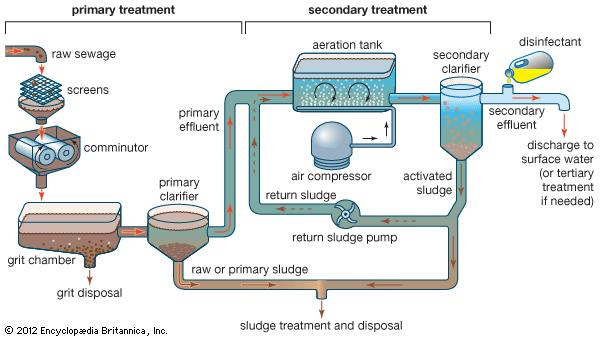 primary treatment
secondary treatment
raw sewage
screens
comminutor
grit chamber
grit disposal
primary
clarifier
primary
effluent
raw or primary sludge
aeration tank
air compressor
return sludge
return sludge pump
secondary
clarifier
activated
sludge
disinfectant
secondary
effluent
discharge to
surface water
(or tertiary
treatment
if needed)
sludge treatment and disposal
© 2012 Encyclopædia Britannica, Inc.